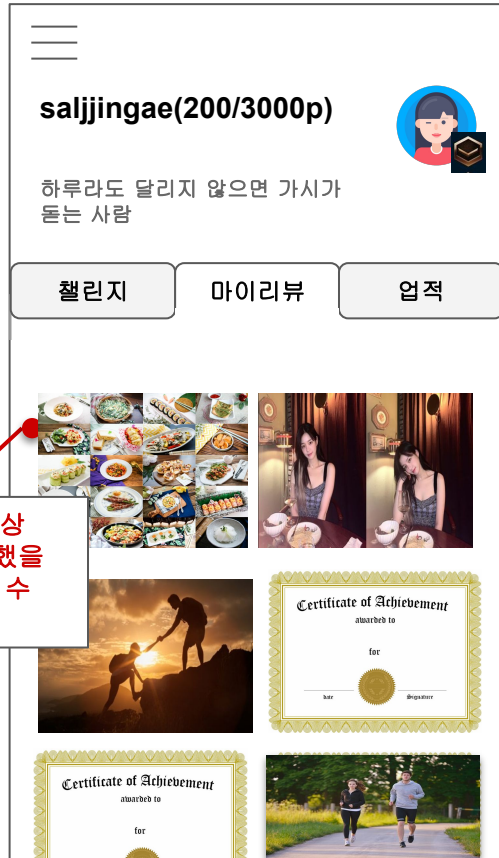 saljjingae(200/3000p)
하루라도 달리지 않으면 가시가
돋는 사람
챌린지
마이리뷰
업적
상
했을
수
Certificate of Achievement
awarded to
for
Date
Signature
Certificate of Achievement
awarded to
for